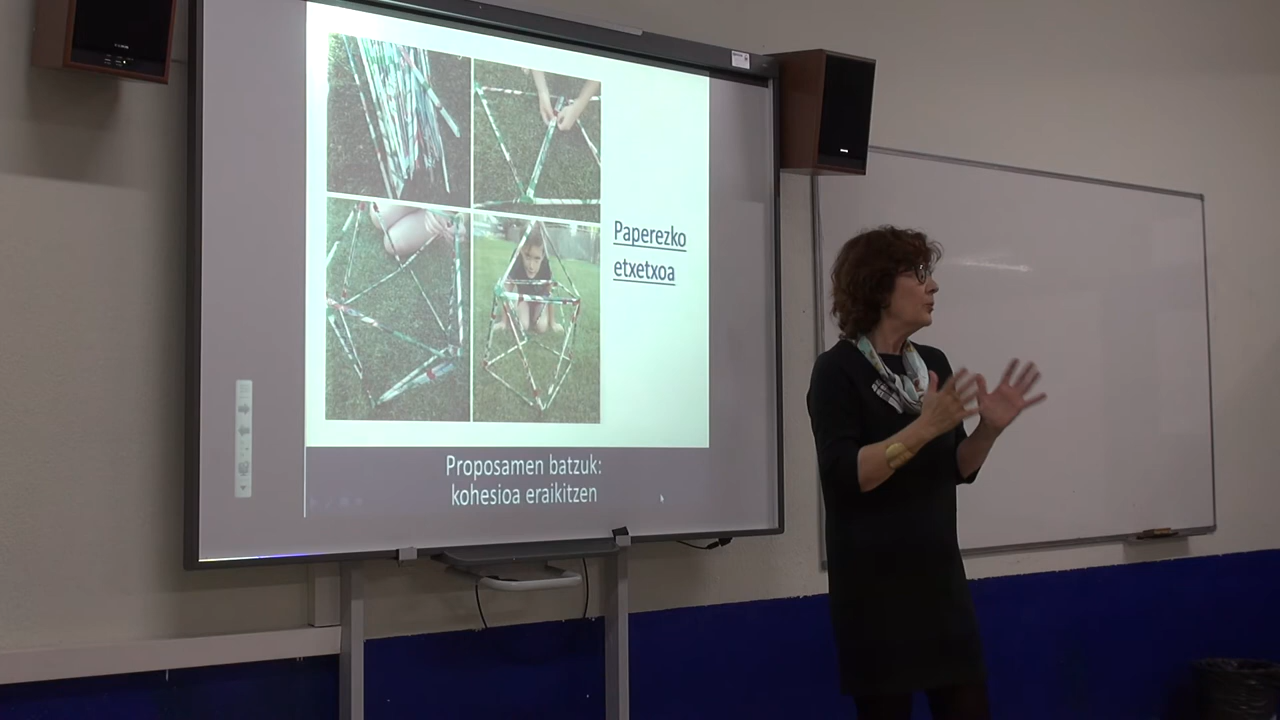 Paperezko
etxetxoa
Proposamen batzuk:
kohesioa eraikitzen